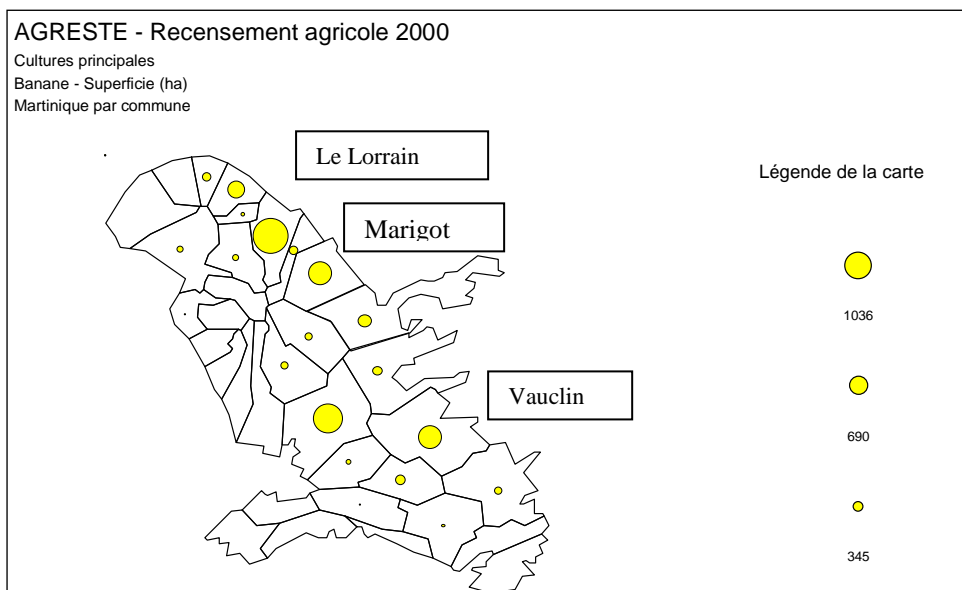 AGRESTE - Recensement agricole 2000
Cultures principales
Banane - Superficie (ha)
Martinique par commune
Le Lorrain
Légende de la carte
Marigot
1036
Vauclin
690
345